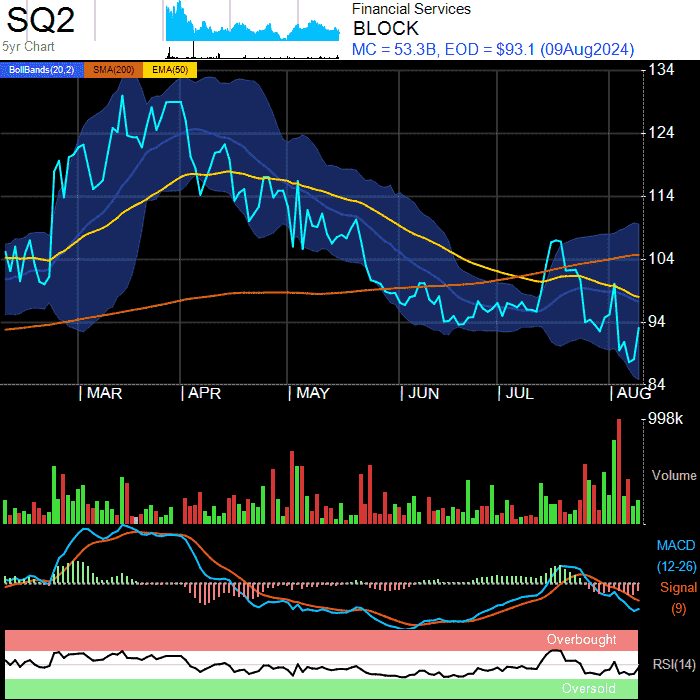 SQ2
5yr Chart
Financial Services
BLOCK
MC = 53.3B, EOD = $93.1 (09Aug2024)
BollBands(20,2) SMA(200) EMA(50)
134
124
114
104
94
84
| MAR | APR | MAY | JUN | JUL | AUG
998k
Volume
MACD
(12-26)
Signal
(9)
Overbought
RSI(14)
Oversold